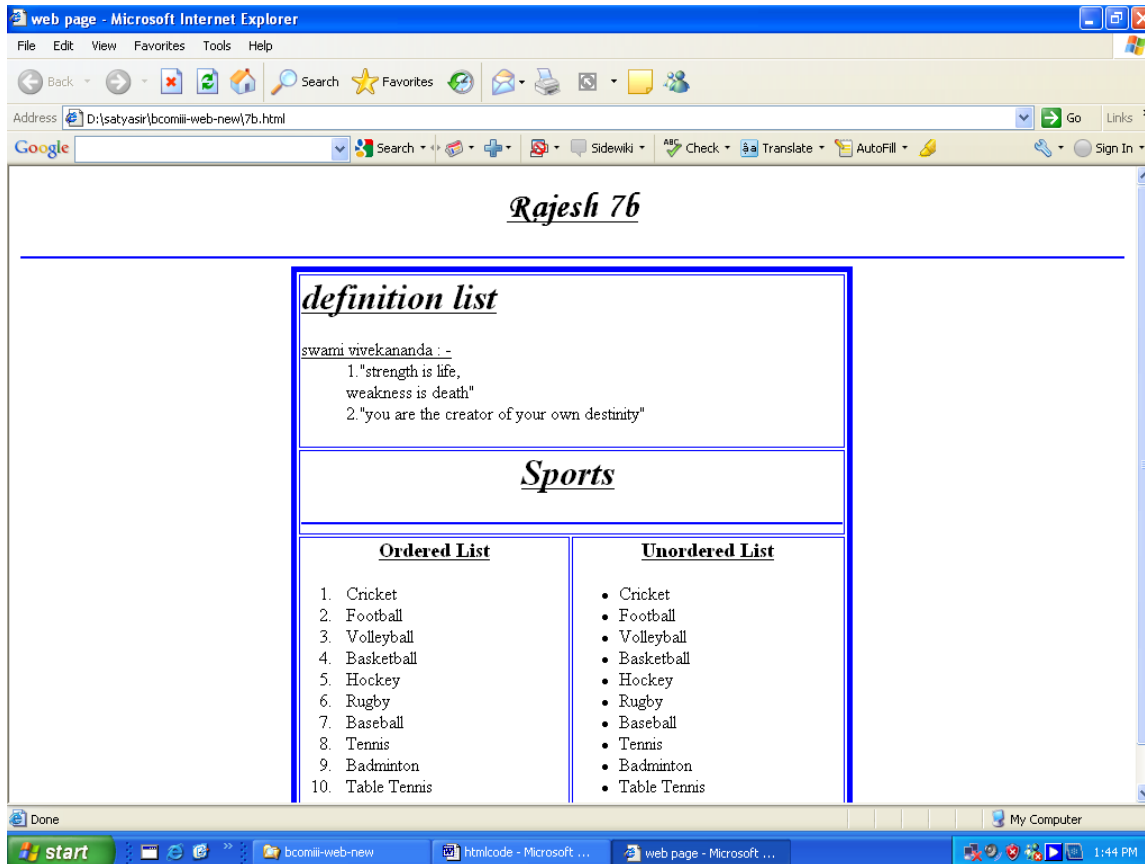 web page - Microsoft Internet Explorer
File Edit View Favorites Tools Help
Back Search Favorites
Address D:\satyasir\bcomiii-web-new\7b.html Go Links
Google Search Sidewiki ABC Check Translate AutoFill Sign In
Rajesh 7b
definition list
swami vivekananda : -
1."strength is life,
weakness is death"
2."you are the creator of your own destinity"
Sports
Ordered List
1. Cricket
2. Football
3. Volleyball
4. Basketball
5. Hockey
6. Rugby
7. Baseball
8. Tennis
9. Badminton
10. Table Tennis
Unordered List
• Cricket
• Football
• Volleyball
• Basketball
• Hockey
• Rugby
• Baseball
• Tennis
• Badminton
• Table Tennis
Done My Computer
start bcomiii-web-new htmlcode - Microsoft ... web page - Microsoft ... 1:44 PM